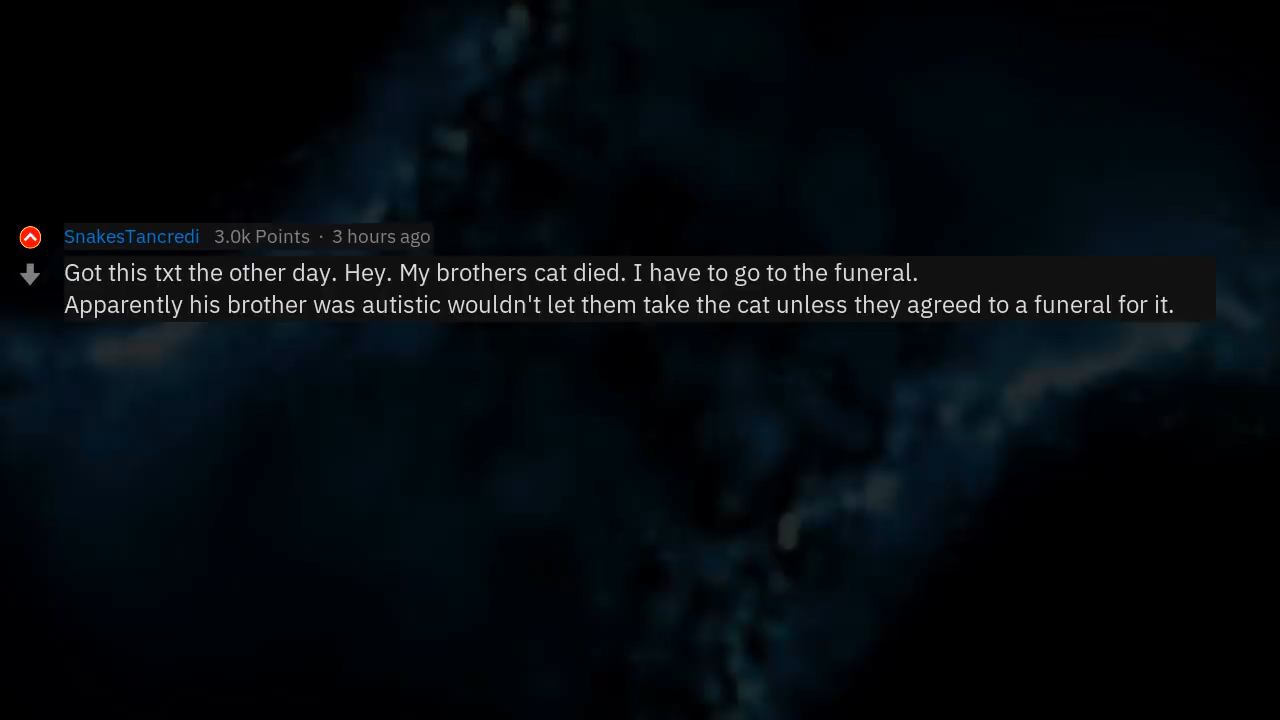 SnakesTancredi 3.0k Points · 3 hours ago
Got this txt the other day. Hey. My brothers cat died. I have to go to the funeral.
Apparently his brother was autistic wouldn't let them take the cat unless they agreed to a funeral for it.